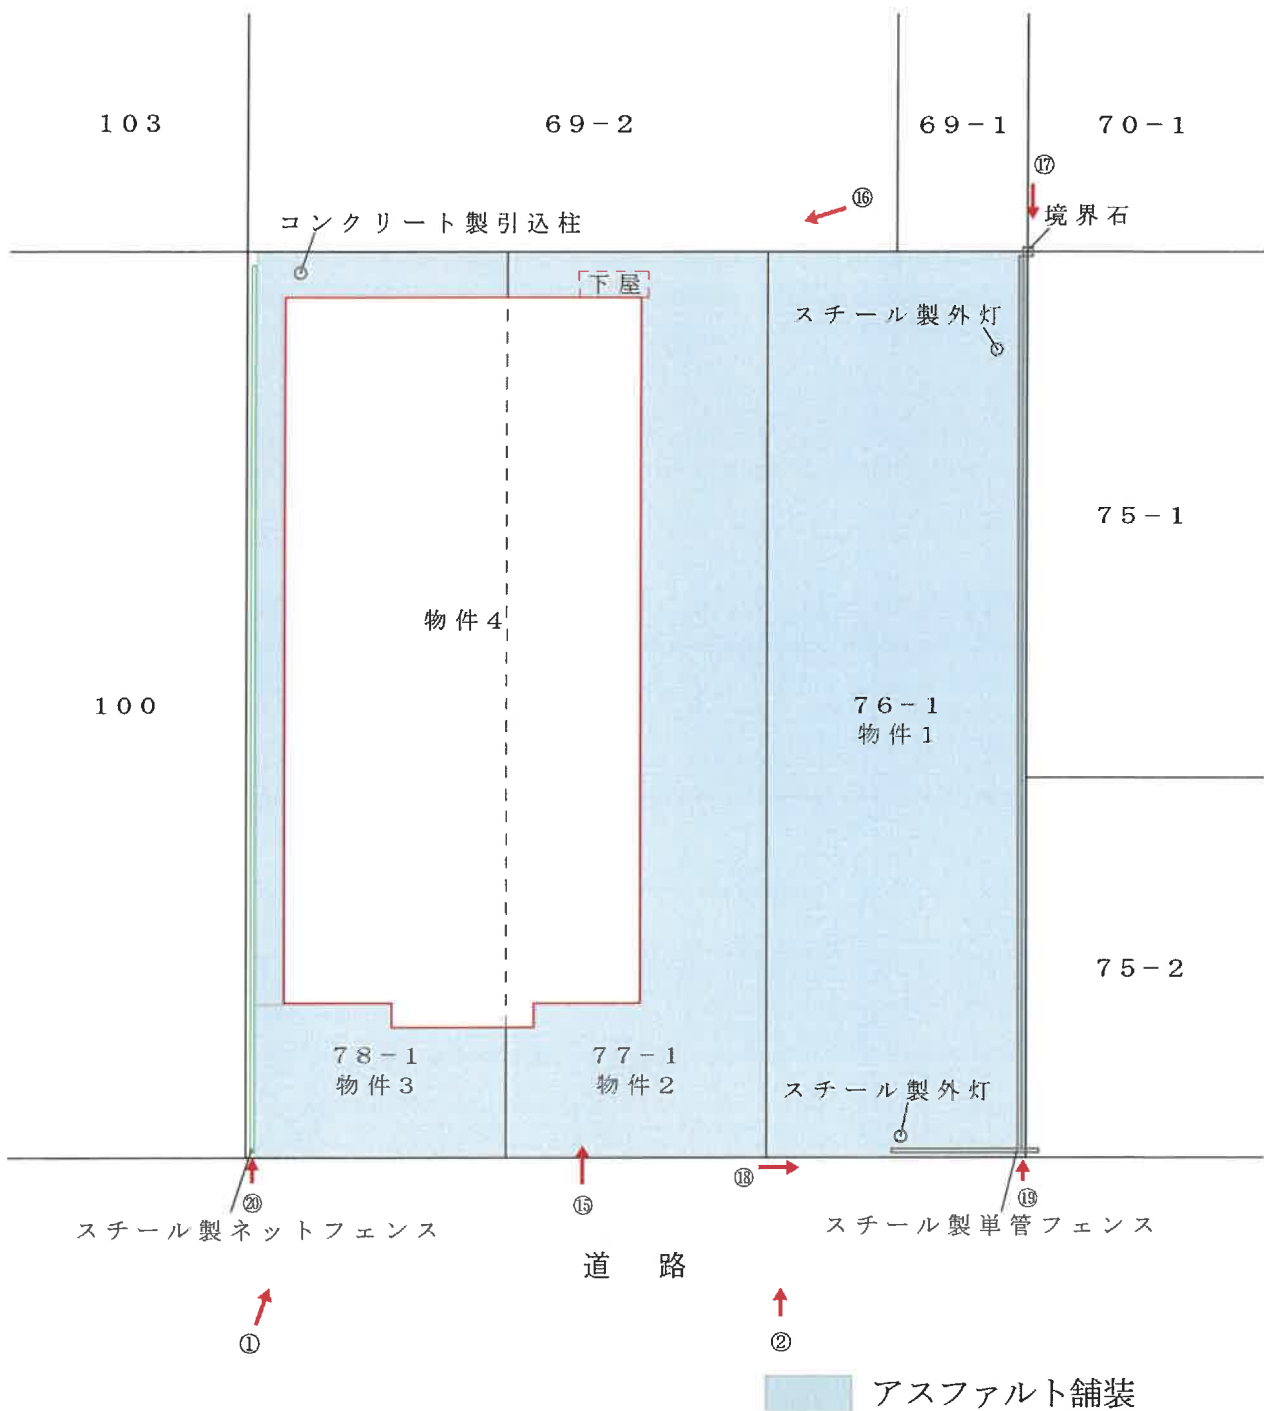 103
69-2
69-1
70-1
⑰
⑯
境界石
コンクリート製引込柱
下屋
スチール製外灯
75-1
物件4
100
76-1
物件1
75-2
78-1
物件3
77-1
物件2
スチール製外灯
⑳
⑮
⑱
⑲
スチール製ネットフェンス
スチール製単管フェンス
道路
①
②
アスファルト舗装